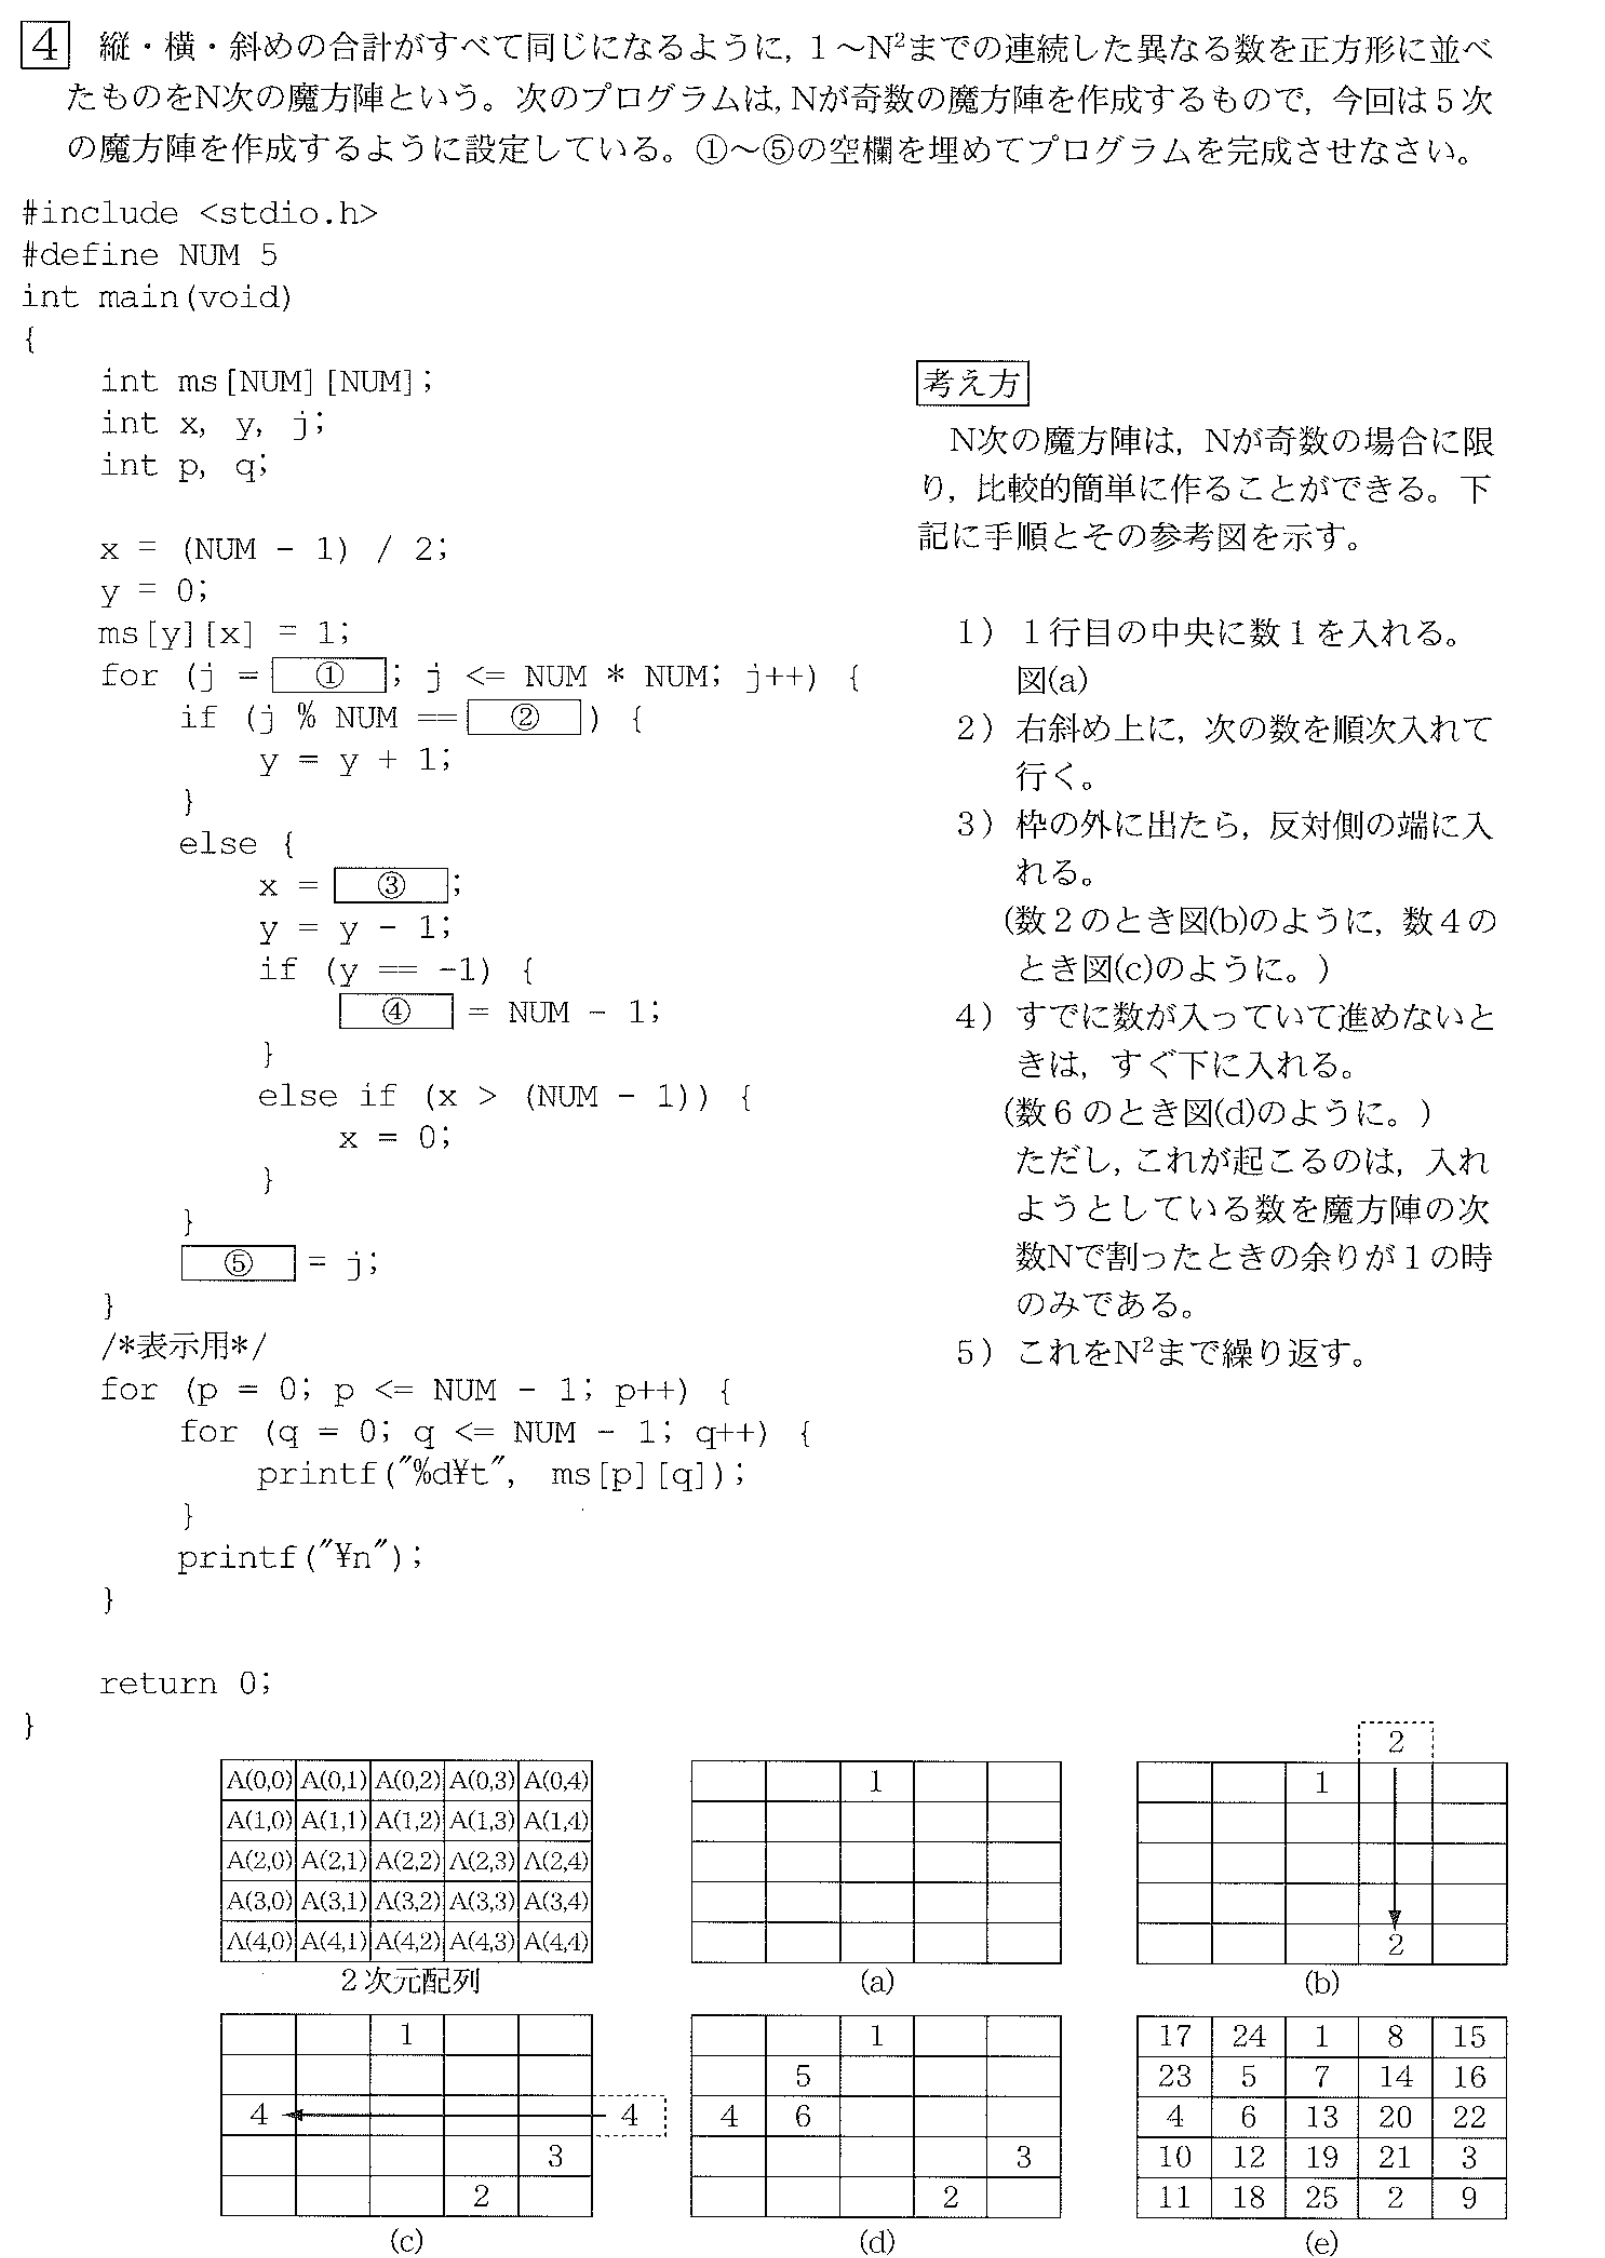 4 縦・横・斜めの合計がすべて同じになるように，1～N²までの連続した異なる数を正方形に並べ
たものをN次の魔方陣という。次のプログラムは，Nが奇数の魔方陣を作成するもので，今回は5次
の魔方陣を作成するように設定している。①～⑤の空欄を埋めてプログラムを完成させなさい。
#include <stdio.h>
#define NUM 5
int main(void)
{
int ms[NUM][NUM];
int x, y, j;
int p, q;
x = (NUM - 1) / 2;
y = 0;
ms[y][x] = 1;
for (j = ① ; j <= NUM * NUM; j++) {
if (j % NUM == ② ) {
y = y + 1;
}
else {
x = ③ ;
y = y - 1;
if (y == -1) {
④ = NUM - 1;
}
else if (x > (NUM - 1)) {
x = 0;
}
}
⑤ = j;
}
/*表示用*/
for (p = 0; p <= NUM - 1; p++) {
for (q = 0; q <= NUM - 1; q++) {
printf("%d¥t", ms[p][q]);
}
printf("¥n");
}
return 0;
}
考え方
N次の魔方陣は，Nが奇数の場合に限
り，比較的簡単に作ることができる。下
記に手順とその参考図を示す。
1）1行目の中央に数1を入れる。
図(a)
2）右斜め上に，次の数を順次入れて
行く。
3）枠の外に出たら，反対側の端に入
れる。
(数2のとき図(b)のように，数4の
とき図(c)のように。)
4）すでに数が入っていて進めないと
きは，すぐ下に入れる。
(数6のとき図(d)のように。)
ただし，これが起こるのは，入れ
ようとしている数を魔方陣の次
数Nで割ったときの余りが1の時
のみである。
5）これをN²まで繰り返す。
A(0,0) A(0,1) A(0,2) A(0,3) A(0,4)
A(1,0) A(1,1) A(1,2) A(1,3) A(1,4)
A(2,0) A(2,1) A(2,2) A(2,3) A(2,4)
A(3,0) A(3,1) A(3,2) A(3,3) A(3,4)
A(4,0) A(4,1) A(4,2) A(4,3) A(4,4)
2次元配列
1
(a)
2
1
2
(b)
1
4 4
3
2
(c)
1
5
4 6
3
2
(d)
17 24 1 8 15
23 5 7 14 16
4 6 13 20 22
10 12 19 21 3
11 18 25 2 9
(e)